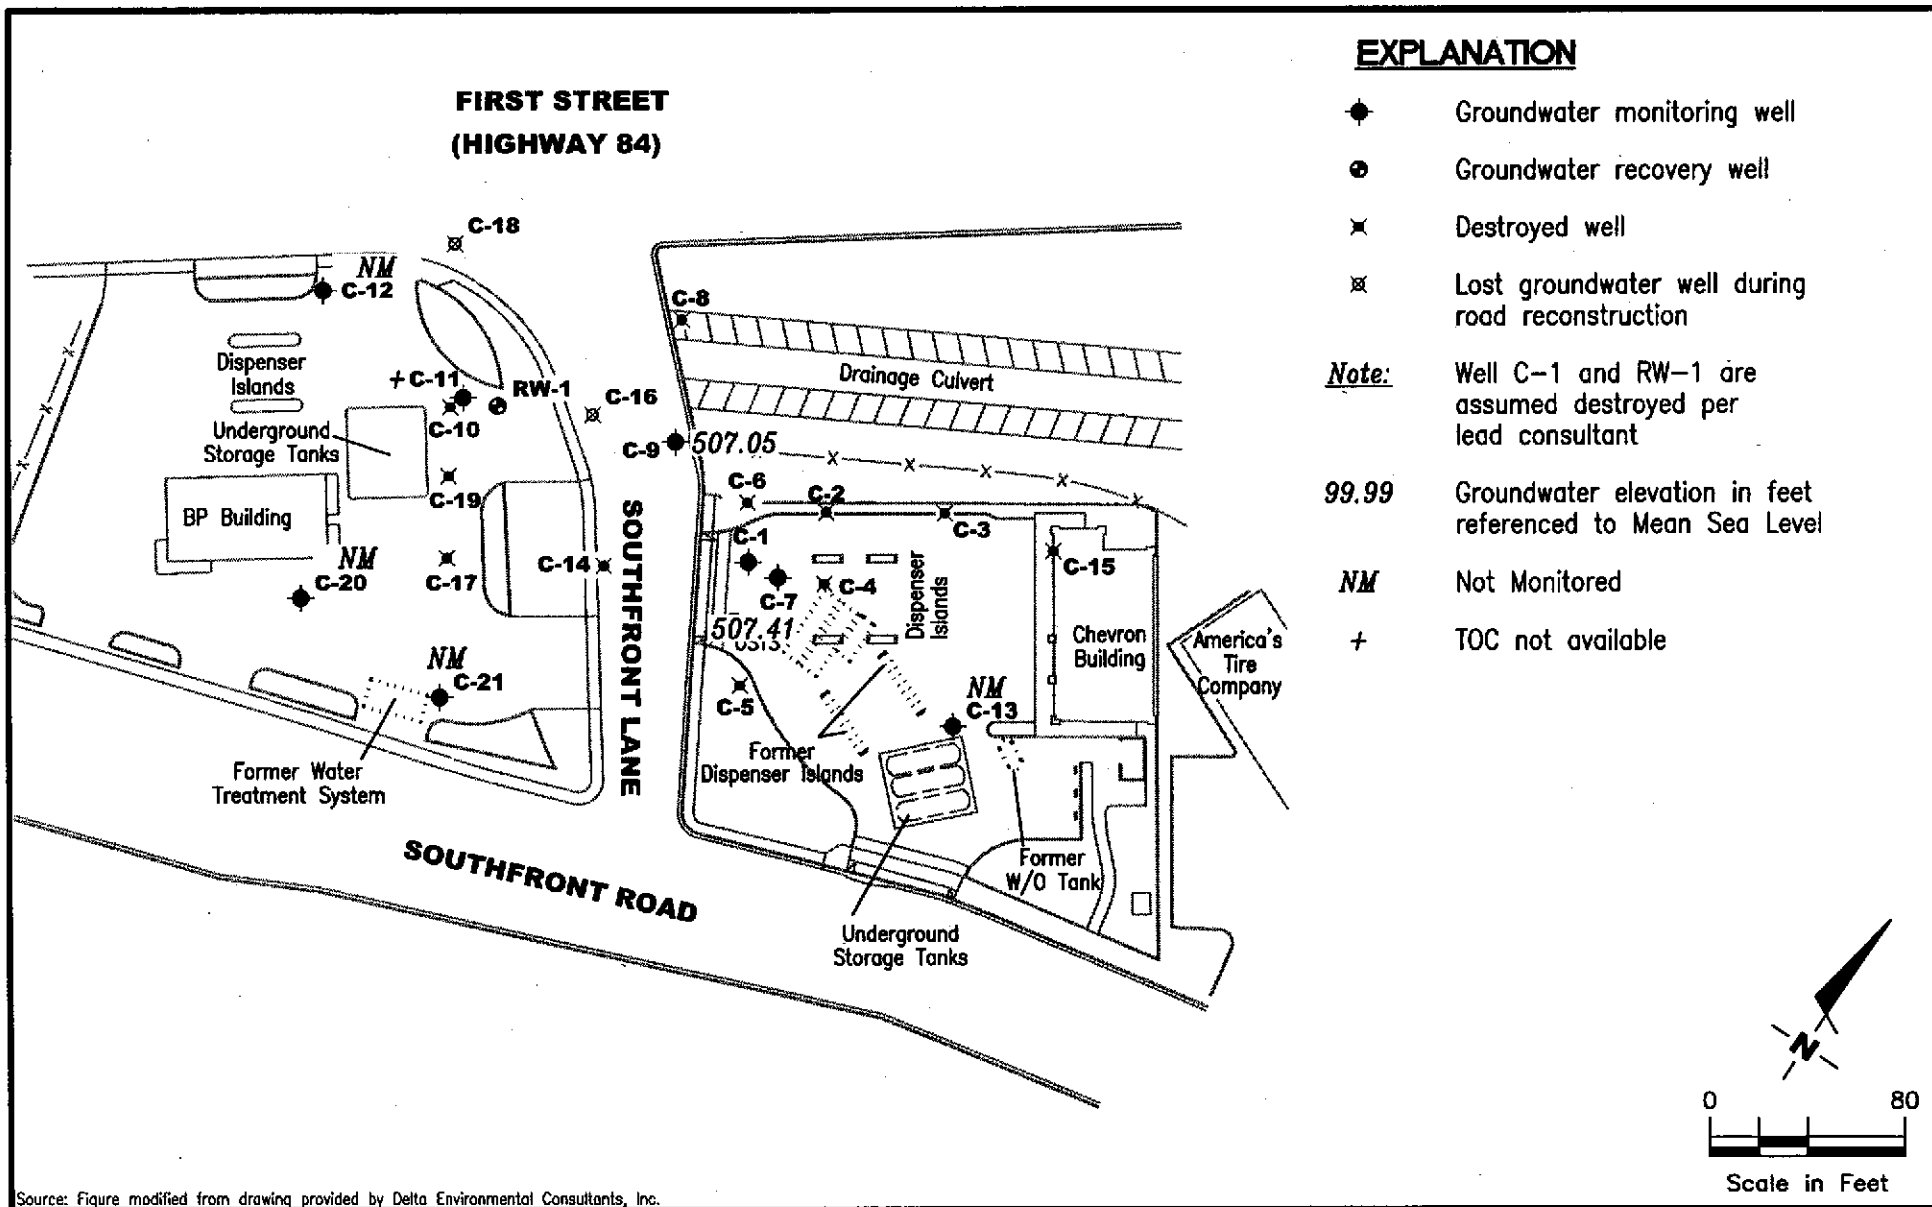 EXPLANATION
Groundwater monitoring well
Groundwater recovery well
Destroyed well
Lost groundwater well during
road reconstruction
Note: Well C-1 and RW-1 are
assumed destroyed per
lead consultant
99.99 Groundwater elevation in feet
referenced to Mean Sea Level
NM Not Monitored
+ TOC not available
FIRST STREET
(HIGHWAY 84)
C-18
NM
C-12
C-8
Dispenser
Islands
Drainage Culvert
+C-11
RW-1
C-16
Underground
Storage Tanks
C-10
C-9
507.05
C-6
C-2
C-3
C-19
BP Building
C-1
SOUTHFRONT LANE
NM
C-20
C-17
C-14
C-15
C-7
C-4
Dispenser
Islands
507.41
Chevron
Building
America's
Tire
Company
NM
C-21
C-5
NM
C-13
Former
Dispenser Islands
Former Water
Treatment System
SOUTHFRONT ROAD
Former
W/O Tank
Underground
Storage Tanks
N
0 80
Scale in Feet
Source: Figure modified from drawing provided by Delta Environmental Consultants, Inc.